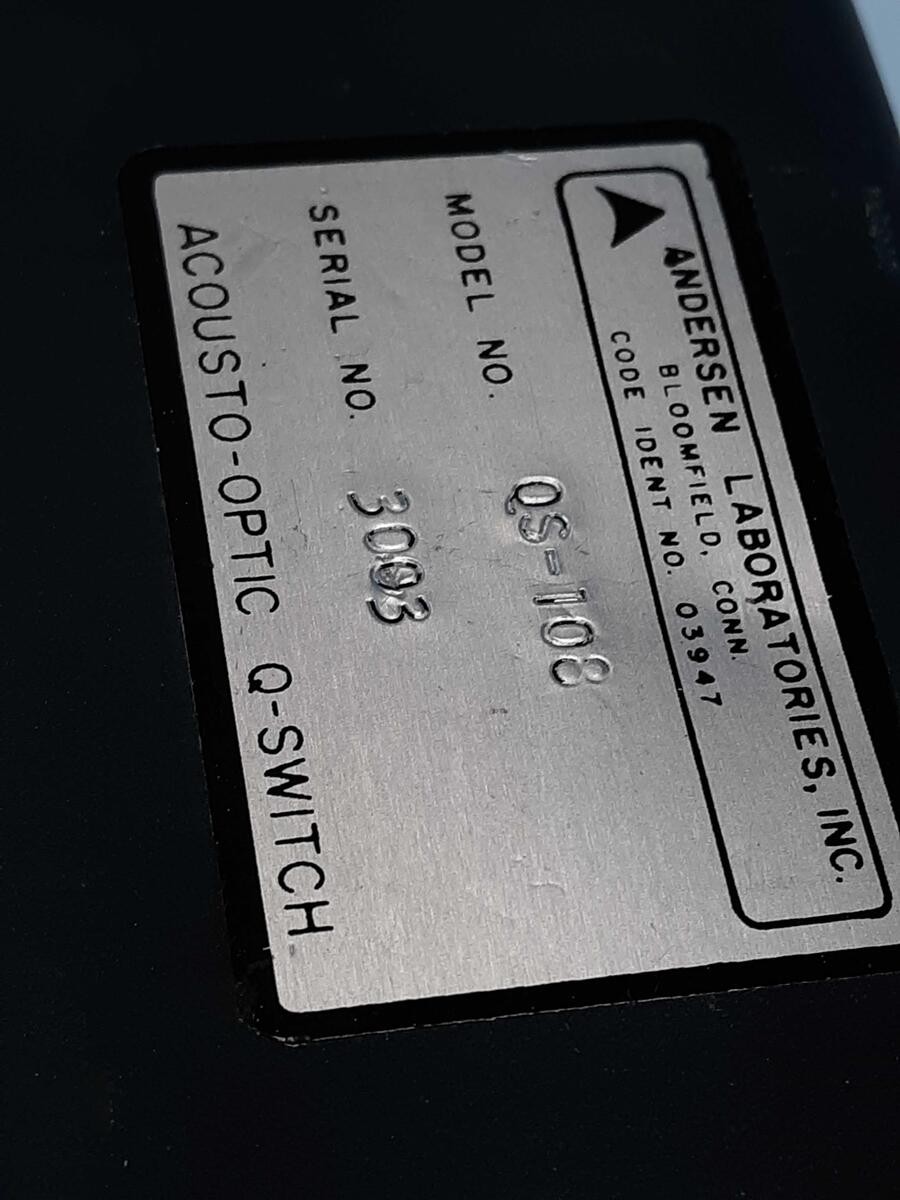 ANDERSEN LABORATORIES, INC.
BLOOMFIELD, CONN.
CODE IDENT NO. 03947
MODEL NO. QS-108
SERIAL NO. 3003
ACOUSTO-OPTIC Q-SWITCH